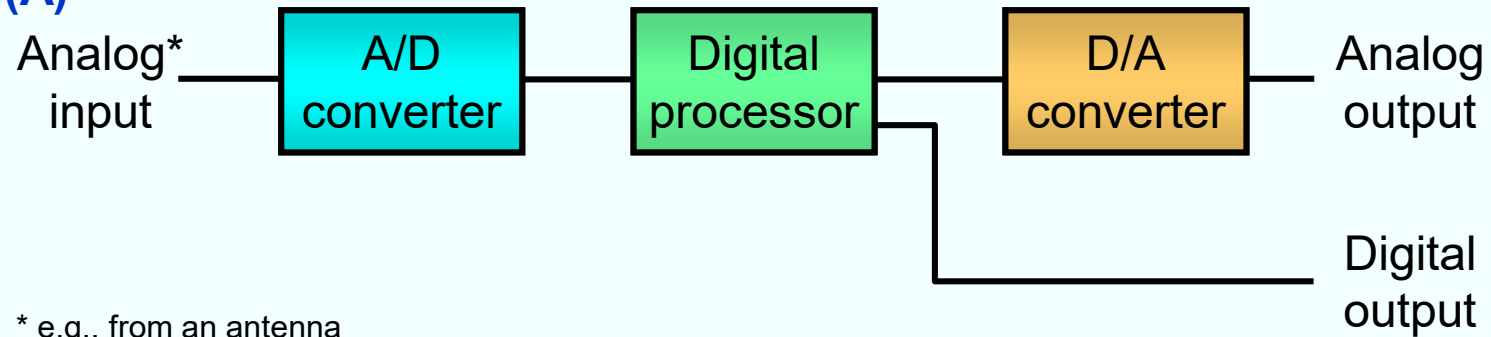 (A)
Analog*
input
A/D
converter
Digital
processor
D/A
converter
Analog
output
Digital
output
* e.g., from an antenna